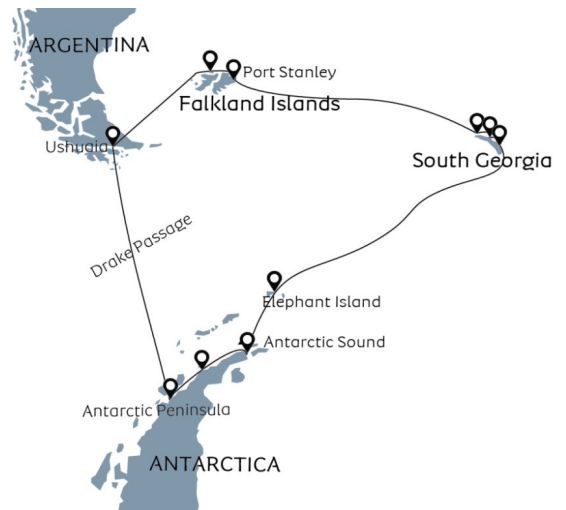 ARGENTINA
Port Stanley
Falkland Islands
Ushuaia
South Georgia
Drake Passage
Elephant Island
Antarctic Sound
Antarctic Peninsula
ANTARCTICA